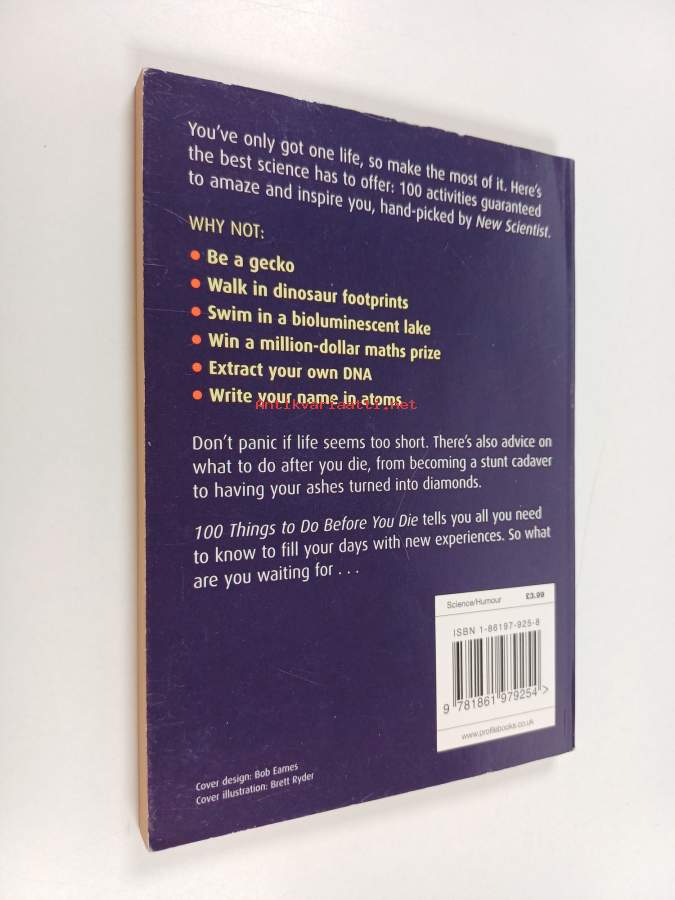 You've only got one life, so make the most of it. Here's
the best science has to offer: 100 activities guaranteed
to amaze and inspire you, hand-picked by New Scientist.
WHY NOT:
• Be a gecko
• Walk in dinosaur footprints
• Swim in a bioluminescent lake
• Win a million-dollar maths prize
• Extract your own DNA
• Write your name in atoms
Antikvariaatti.net
Don't panic if life seems too short. There's also advice on
what to do after you die, from becoming a stunt cadaver
to having your ashes turned into diamonds.
100 Things to Do Before You Die tells you all you need
to know to fill your days with new experiences. So what
are you waiting for . . .
Science/Humour £3.99
ISBN 1-86197-925-8
9 781861 979254 >
www.profilebooks.co.uk
Cover design: Bob Eames
Cover illustration: Brett Ryder